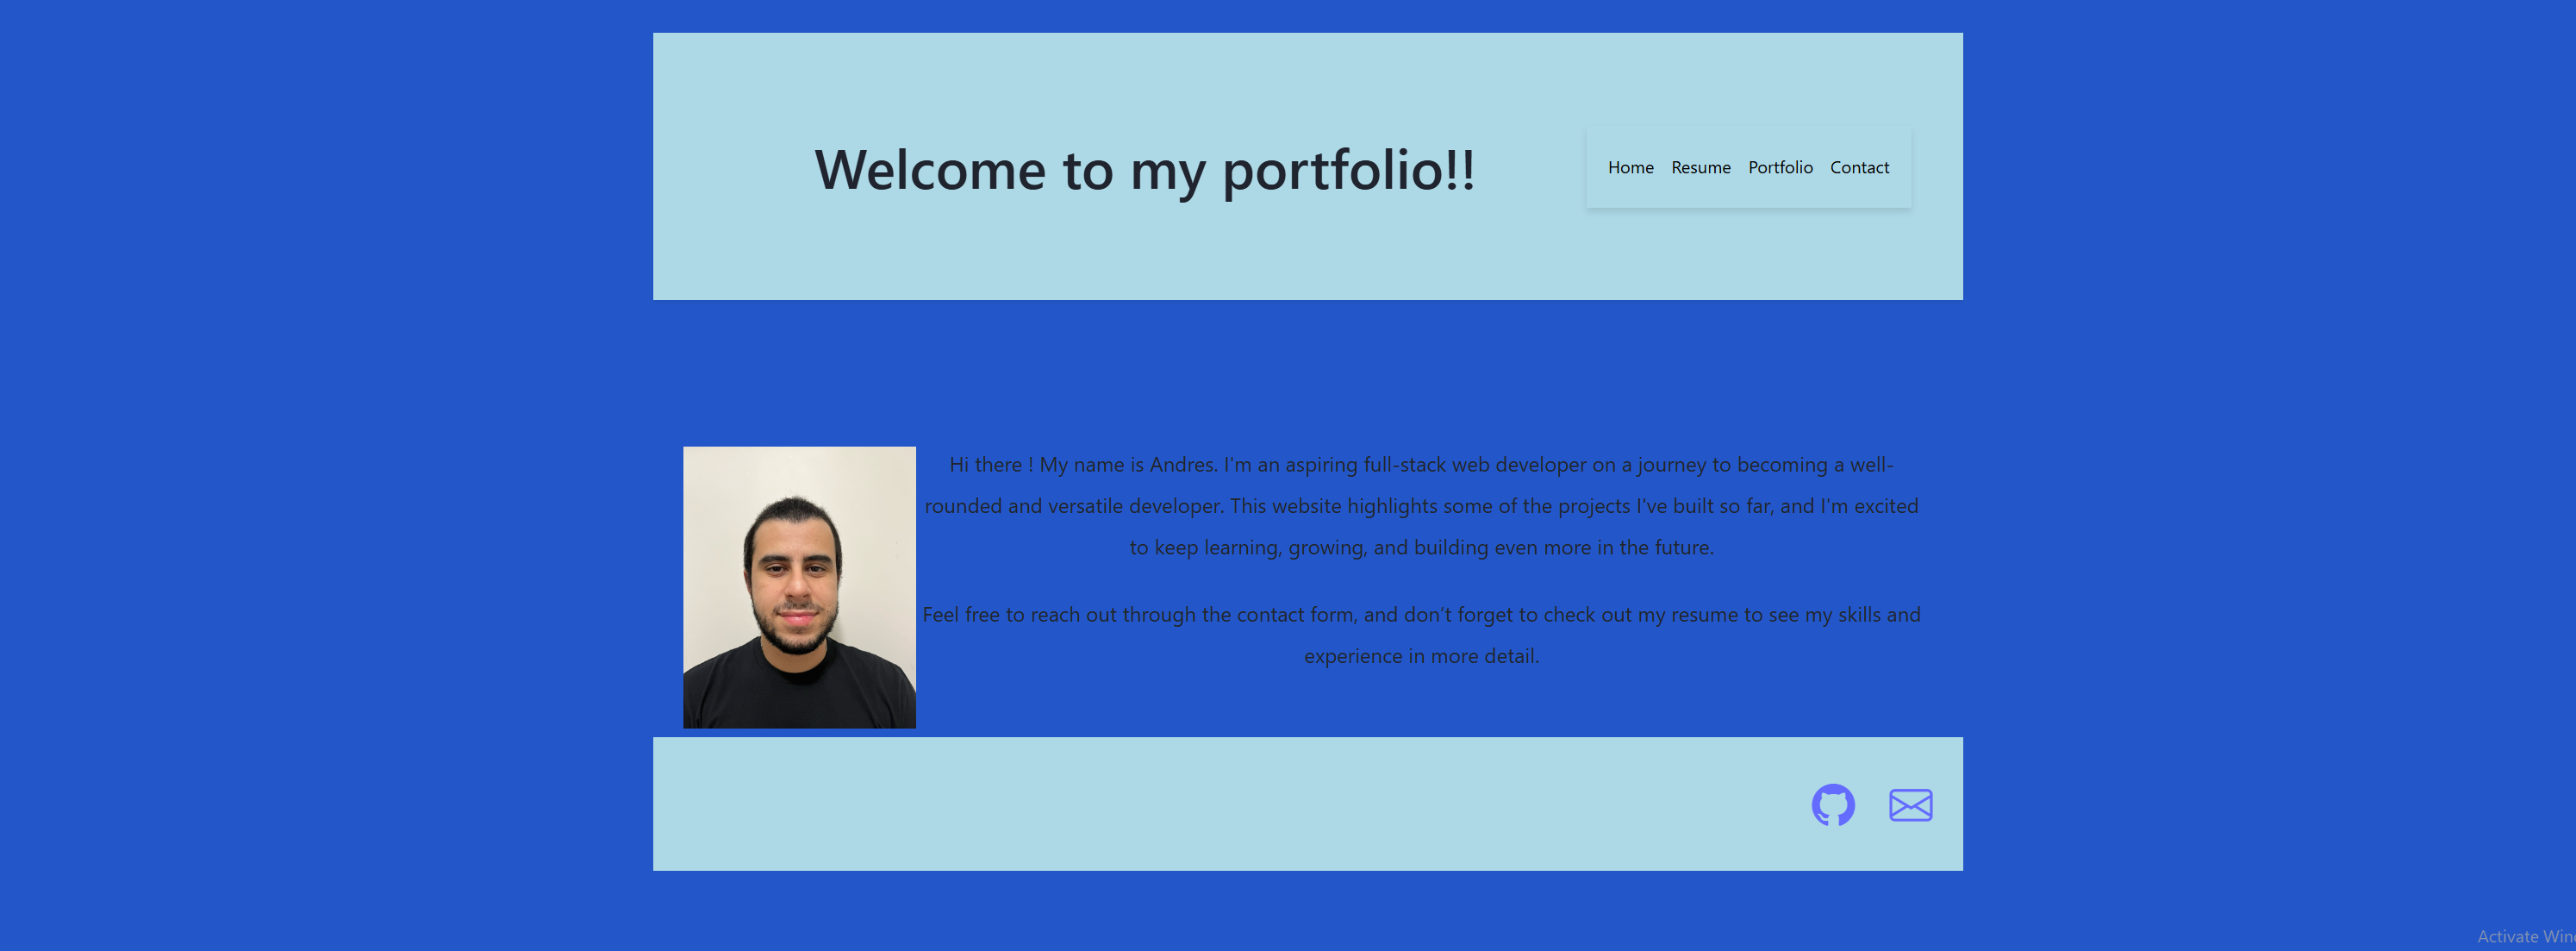 Welcome to my portfolio!!
Home Resume Portfolio Contact
Hi there ! My name is Andres. I'm an aspiring full-stack web developer on a journey to becoming a well-
rounded and versatile developer. This website highlights some of the projects I've built so far, and I'm excited
to keep learning, growing, and building even more in the future.
Feel free to reach out through the contact form, and don't forget to check out my resume to see my skills and
experience in more detail.
Activate